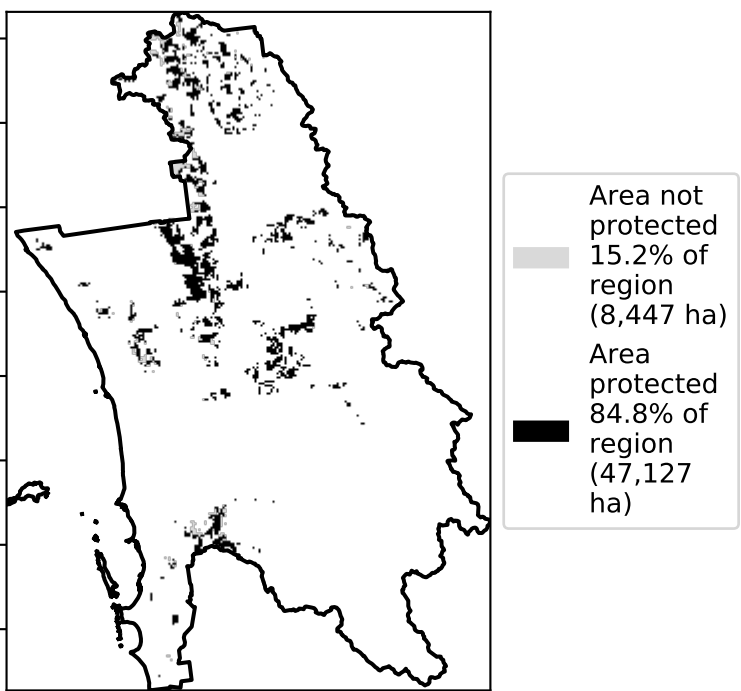 Area not
protected
15.2% of
region
(8,447 ha)
Area
protected
84.8% of
region
(47,127
ha)